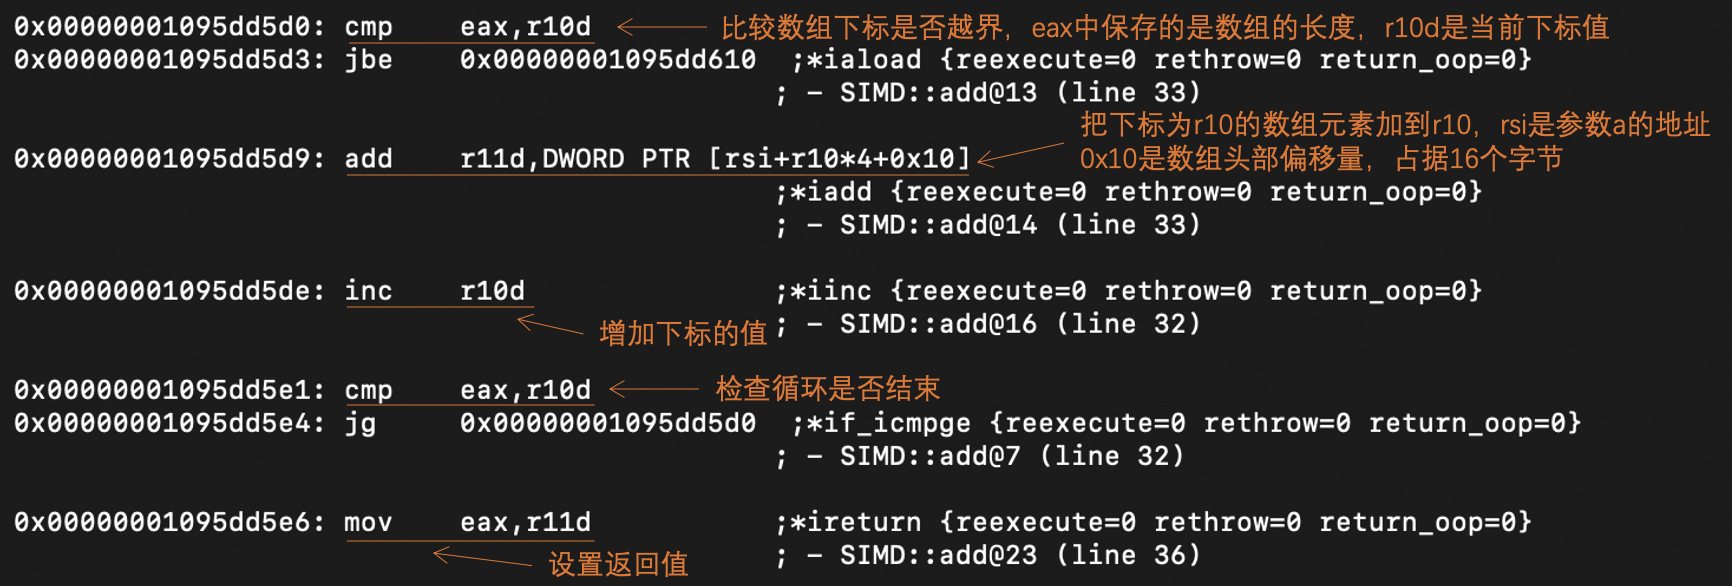 0x00000001095dd5d0: cmp    eax,r10d 比较数组下标是否越界，eax中保存的是数组的长度，r10d是当前下标值
0x00000001095dd5d3: jbe    0x00000001095dd610  ;*iaload {reexecute=0 rethrow=0 return_oop=0}
; - SIMD::add@13 (line 33)
把下标为r10的数组元素加到r10，rsi是参数a的地址
0x00000001095dd5d9: add    r11d,DWORD PTR [rsi+r10*4+0x10] 0x10是数组头部偏移量，占据16个字节
;*iadd {reexecute=0 rethrow=0 return_oop=0}
; - SIMD::add@14 (line 33)
0x00000001095dd5de: inc    r10d    ;*iinc {reexecute=0 rethrow=0 return_oop=0}
增加下标的值 ; - SIMD::add@16 (line 32)
0x00000001095dd5e1: cmp    eax,r10d 检查循环是否结束
0x00000001095dd5e4: jg     0x00000001095dd5d0  ;*if_icmpge {reexecute=0 rethrow=0 return_oop=0}
; - SIMD::add@7 (line 32)
0x00000001095dd5e6: mov    eax,r11d    ;*ireturn {reexecute=0 rethrow=0 return_oop=0}
设置返回值 ; - SIMD::add@23 (line 36)